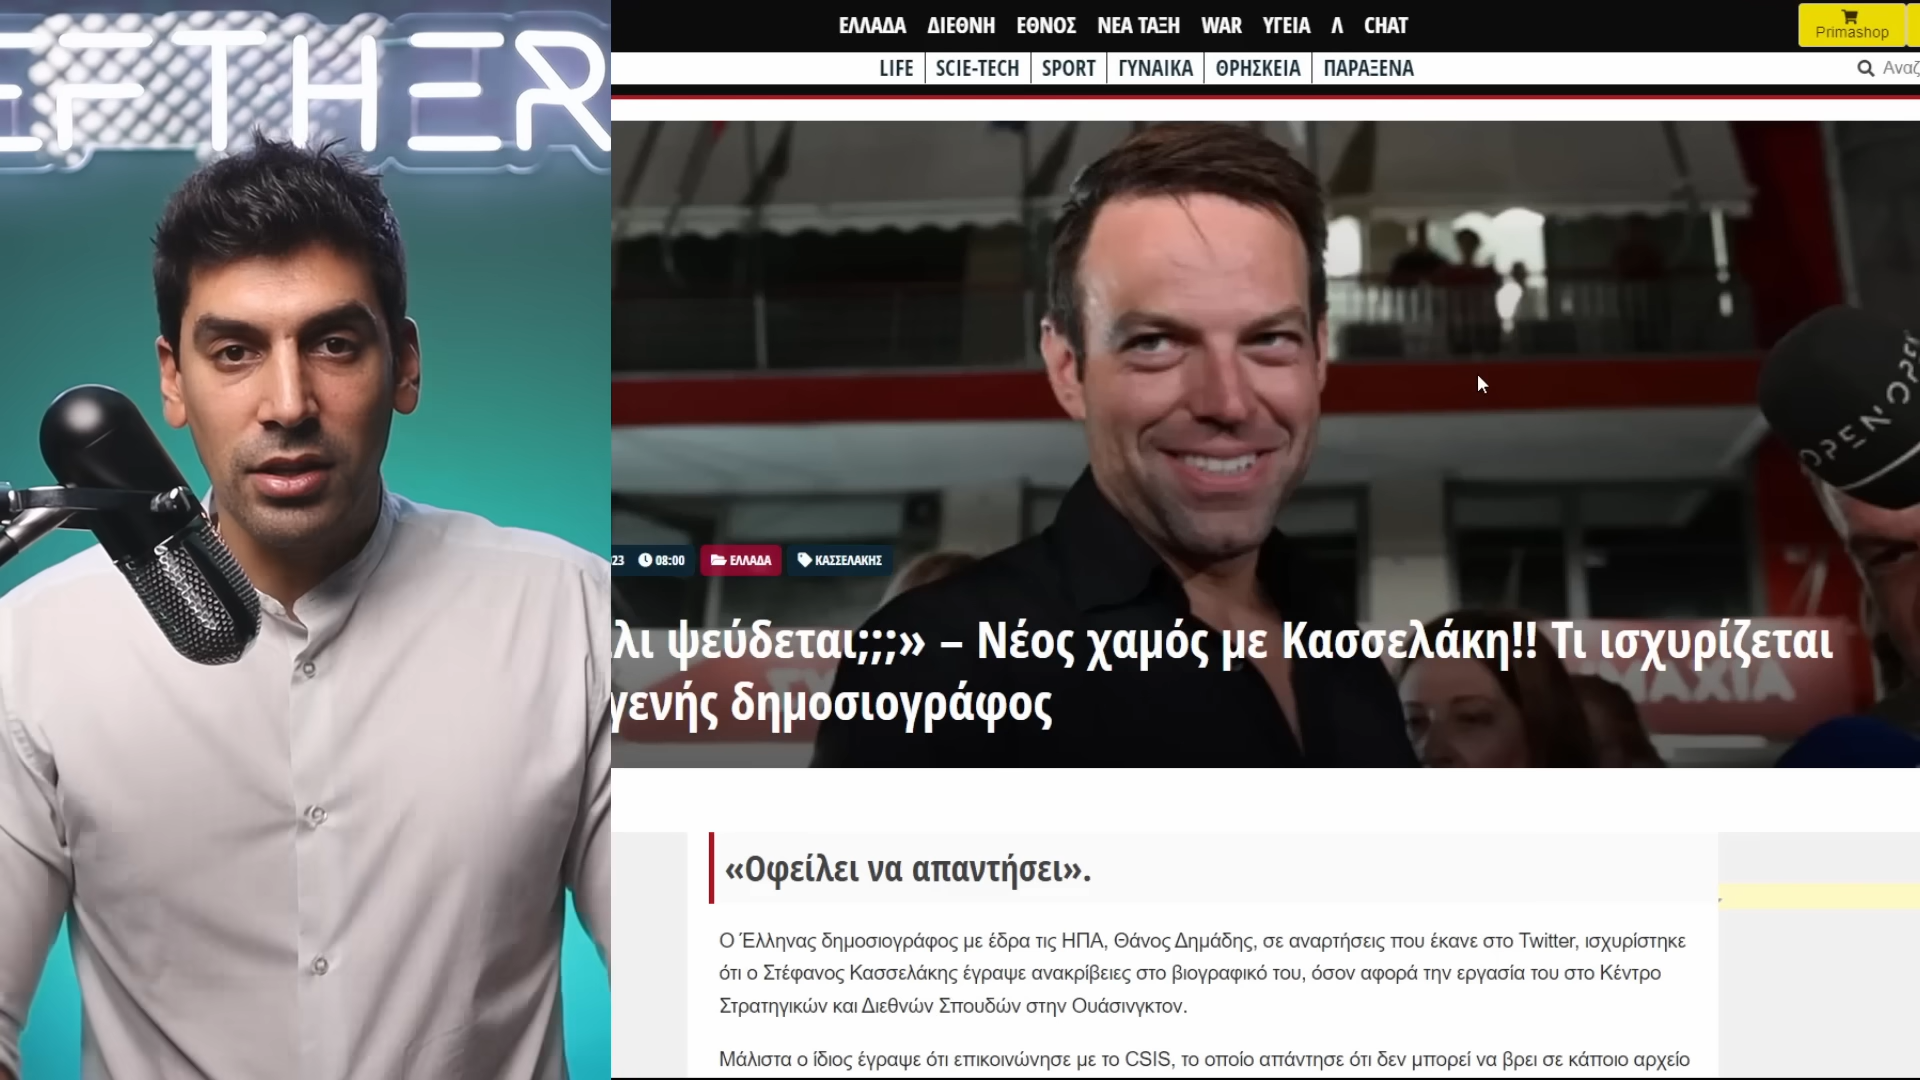 EFTHER
ΕΛΛΑΔΑ ΔΙΕΘΝΗ ΕΘΝΟΣ ΝΕΑ ΤΑΞΗ WAR ΥΓΕΙΑ Λ CHAT
Primashop
LIFE SCIE-TECH SPORT ΓΥΝΑΙΚΑ ΘΡΗΣΚΕΙΑ ΠΑΡΑΞΕΝΑ
Αναζ
OPEN
23 08:00 ΕΛΛΑΔΑ ΚΑΣΣΕΛΑΚΗΣ
λι ψεύδεται;;;» – Νέος χαμός με Κασσελάκη!! Τι ισχυρίζεται
γενής δημοσιογράφος
«Οφείλει να απαντήσει».
Ο Έλληνας δημοσιογράφος με έδρα τις ΗΠΑ, Θάνος Δημάδης, σε αναρτήσεις που έκανε στο Twitter, ισχυρίστηκε
ότι ο Στέφανος Κασσελάκης έγραψε ανακρίβειες στο βιογραφικό του, όσον αφορά την εργασία του στο Κέντρο
Στρατηγικών και Διεθνών Σπουδών στην Ουάσινγκτον.
Μάλιστα ο ίδιος έγραψε ότι επικοινώνησε με το CSIS, το οποίο απάντησε ότι δεν μπορεί να βρει σε κάποιο αρχείο